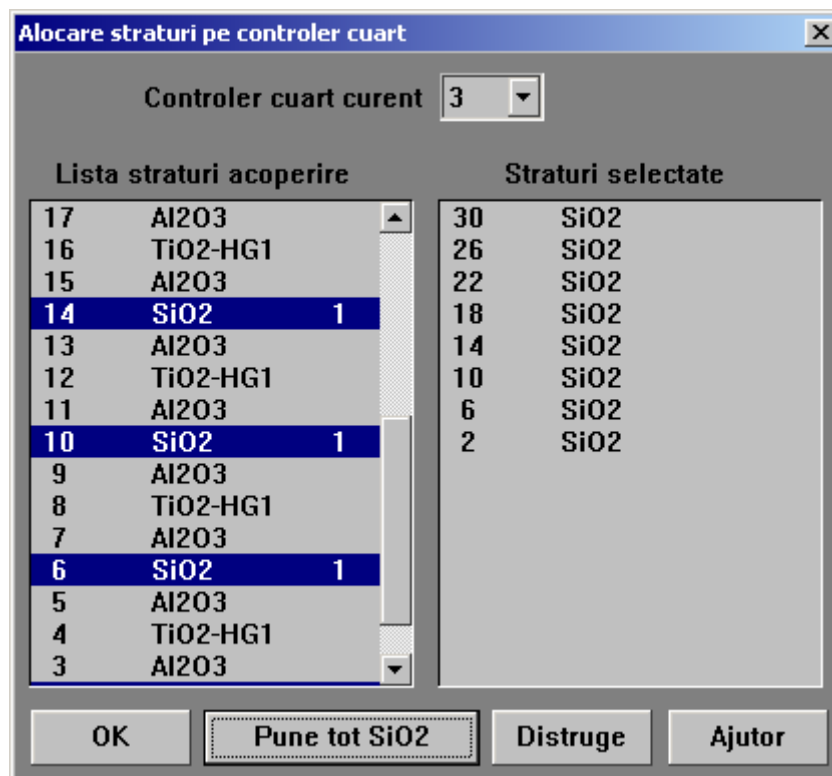 Alocare straturi pe controler cuart
Controler cuart curent 3
Lista straturi acoperire
17 Al2O3
16 TiO2-HG1
15 Al2O3
14 SiO2 1
13 Al2O3
12 TiO2-HG1
11 Al2O3
10 SiO2 1
9 Al2O3
8 TiO2-HG1
7 Al2O3
6 SiO2 1
5 Al2O3
4 TiO2-HG1
3 Al2O3
Straturi selectate
30 SiO2
26 SiO2
22 SiO2
18 SiO2
14 SiO2
10 SiO2
6 SiO2
2 SiO2
OK
Pune tot SiO2
Distruge
Ajutor